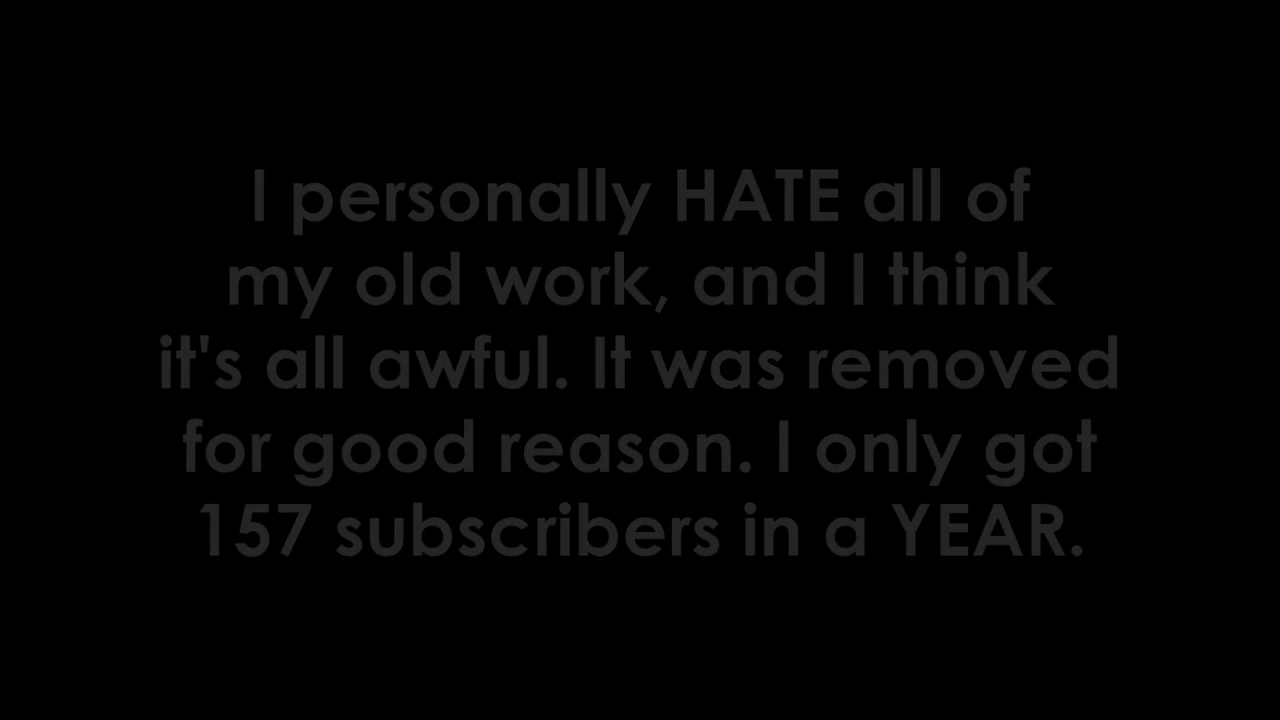 I personally HATE all of
my old work, and I think
it's all awful. It was removed
for good reason. I only got
157 subscribers in a YEAR.